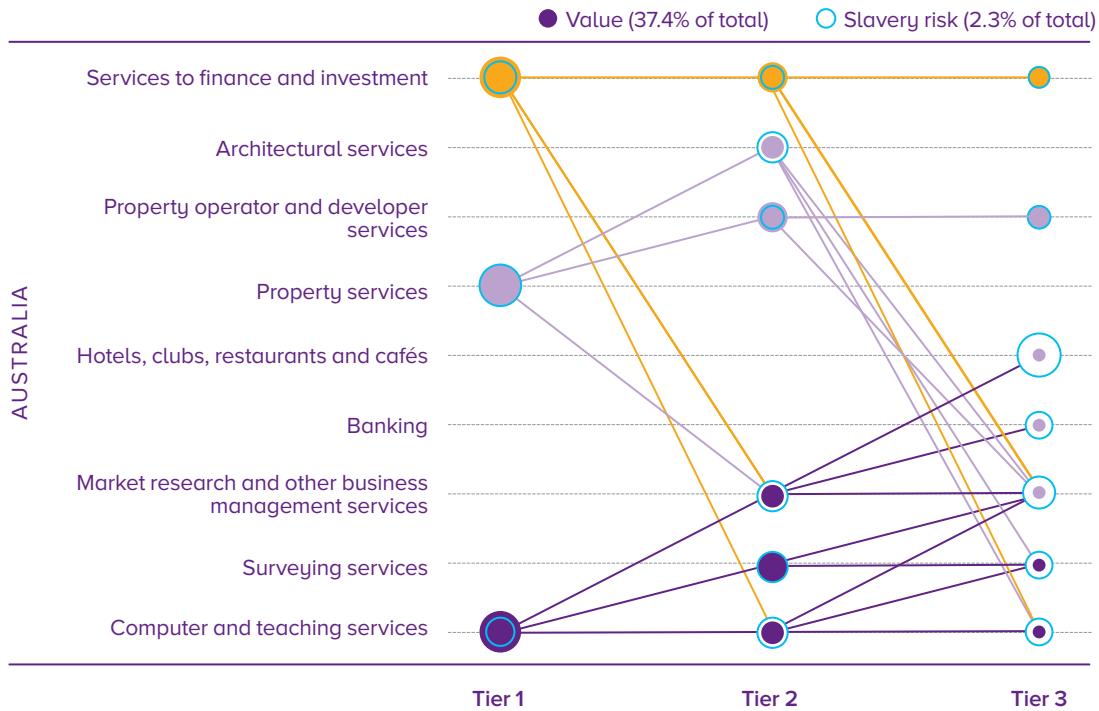 Value (37.4% of total)
Slavery risk (2.3% of total)
AUSTRALIA
Services to finance and investment
Architectural services
Property operator and developer
services
Property services
Hotels, clubs, restaurants and cafés
Banking
Market research and other business
management services
Surveying services
Computer and teaching services
Tier 1
Tier 2
Tier 3